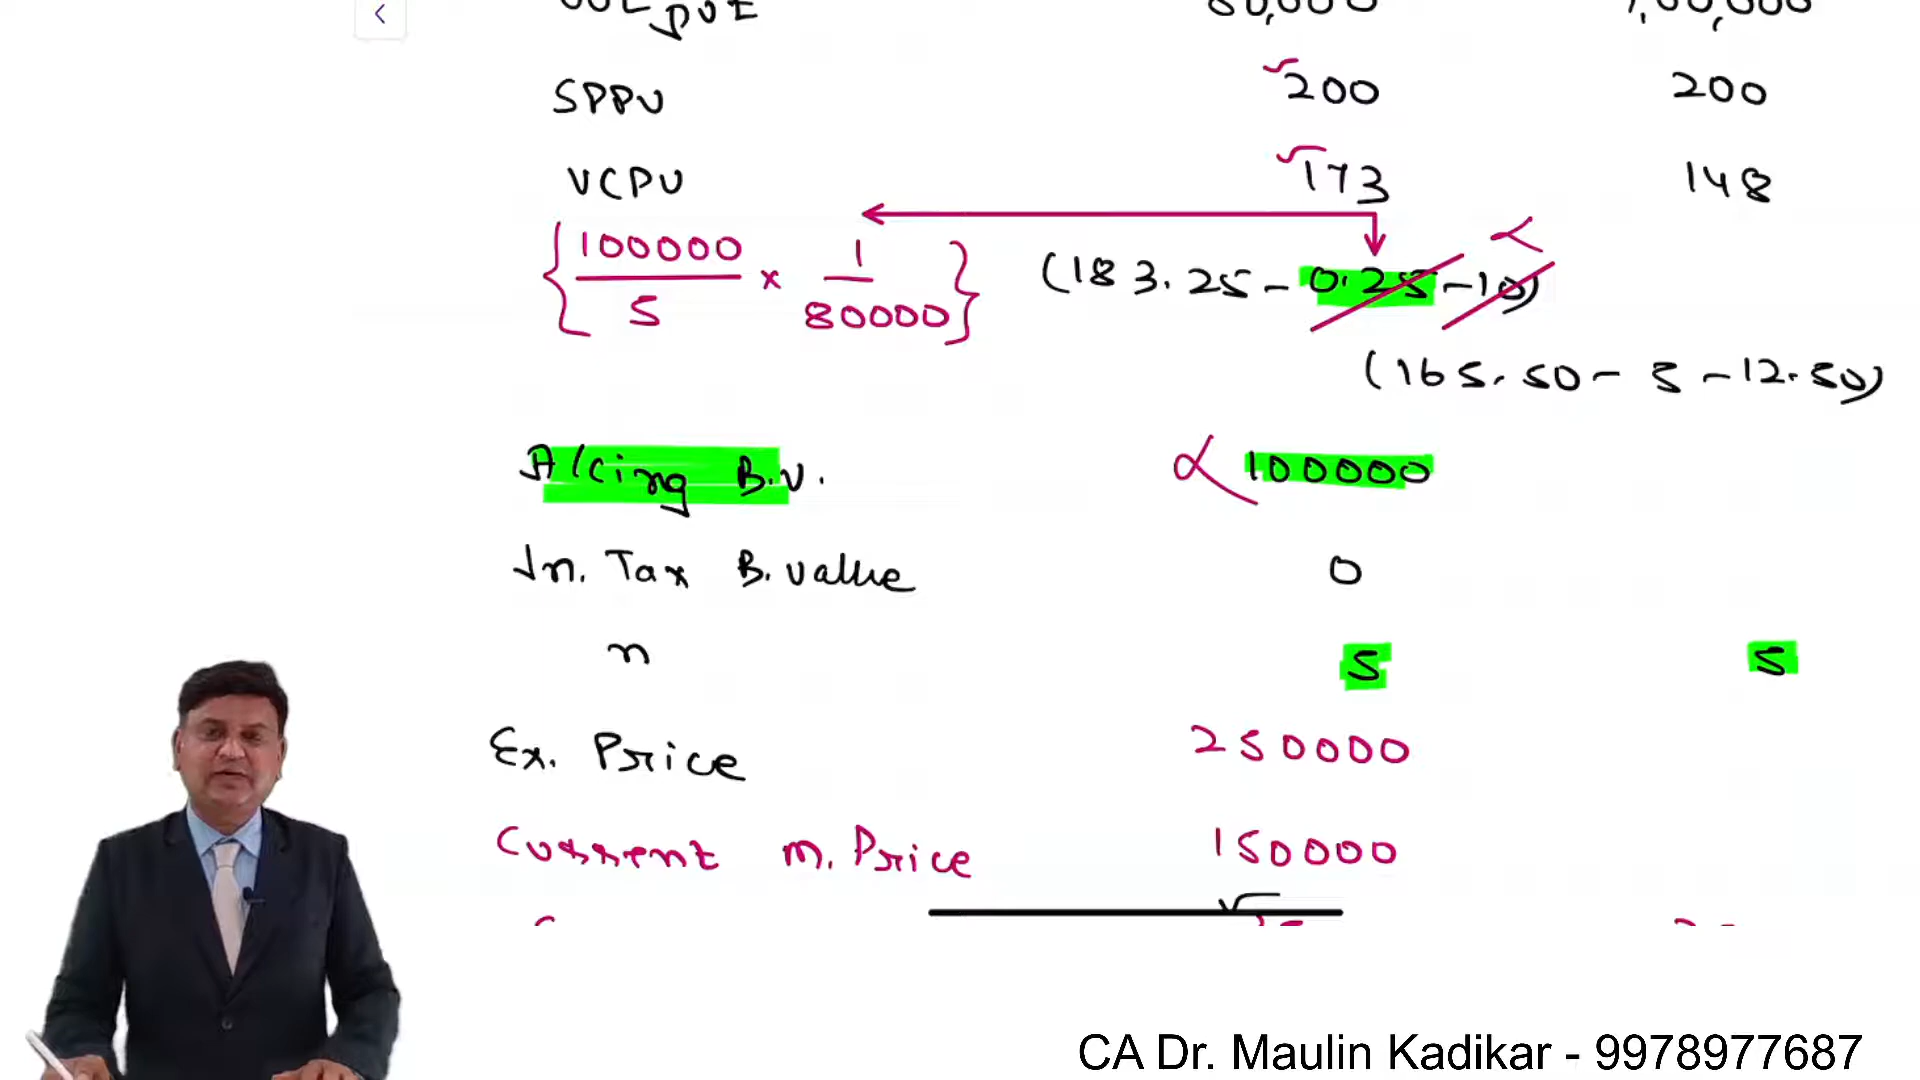 SPPU 200 200
VCPU 173 148
{ 100000 / 5 × 1 / 80000 } (183.25 - 0.25 - 10)
(165.50 - 5 - 12.50)
A/cing B.V. 100000
In. Tax B. Value 0
n 5 5
Ex. Price 250000
Current m. Price 150000
CA Dr. Maulin Kadikar - 9978977687